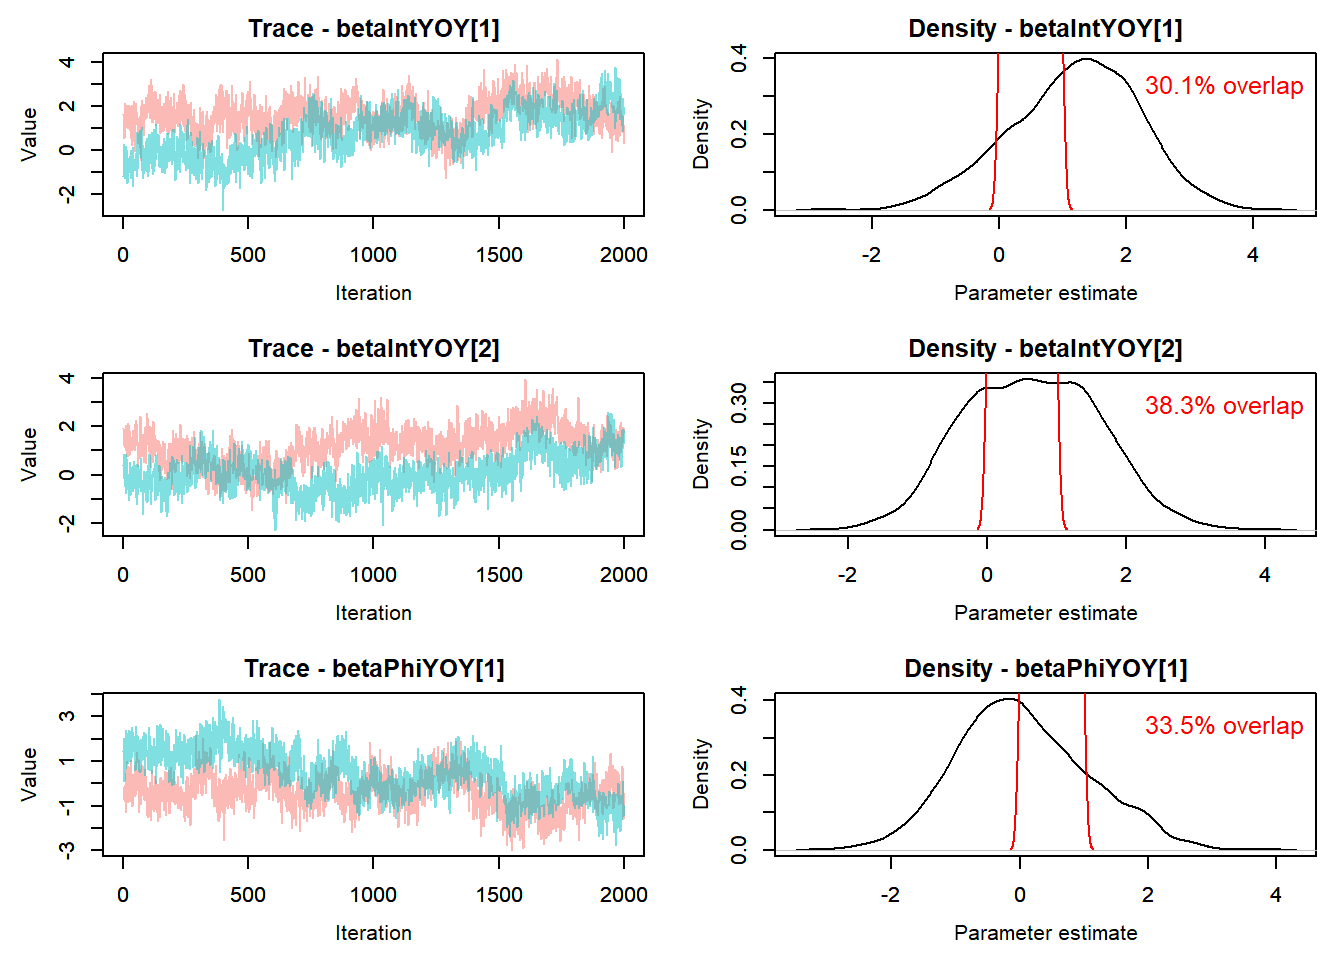 Trace - betaIntYOY[1]
Value
4
2
0
-2
0 500 1000 1500 2000
Iteration
Density - betaIntYOY[1]
Density
0.4
0.2
0.0
30.1% overlap
-2 0 2 4
Parameter estimate
Trace - betaIntYOY[2]
Value
4
2
0
-2
0 500 1000 1500 2000
Iteration
Density - betaIntYOY[2]
Density
0.30
0.15
0.00
38.3% overlap
-2 0 2 4
Parameter estimate
Trace - betaPhiYOY[1]
Value
3
1
-1
-3
0 500 1000 1500 2000
Iteration
Density - betaPhiYOY[1]
Density
0.4
0.2
0.0
33.5% overlap
-2 0 2 4
Parameter estimate